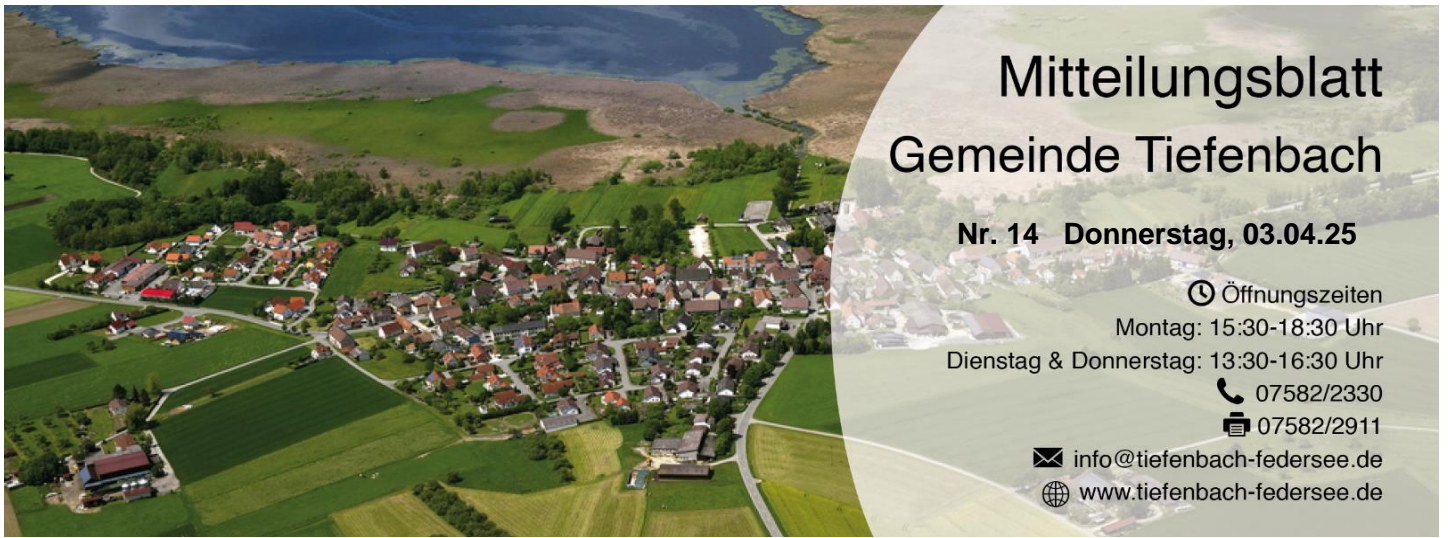 Mitteilungsblatt
Gemeinde Tiefenbach
Nr. 14 Donnerstag, 03.04.25
Öffnungszeiten
Montag: 15:30-18:30 Uhr
Dienstag & Donnerstag: 13:30-16:30 Uhr
07582/2330
07582/2911
info@tiefenbach-federsee.de
www.tiefenbach-federsee.de